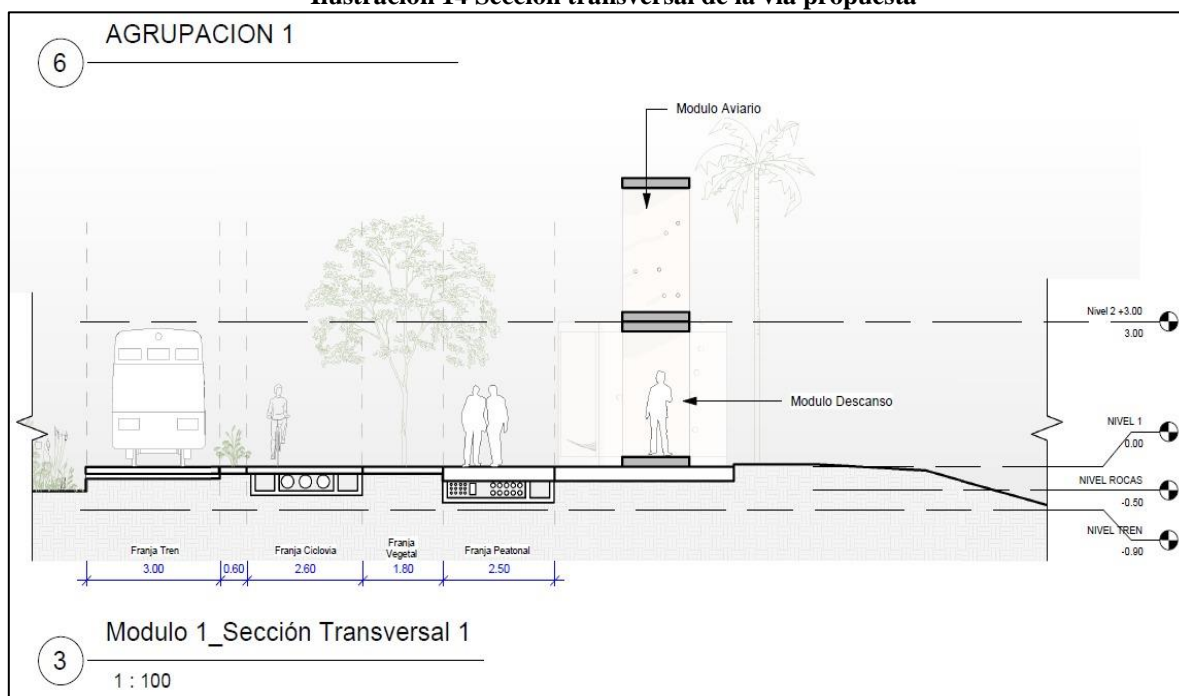 Ilustración 14 Sección transversal de la vía propuesta
AGRUPACION 1
6
Modulo Aviario
Nivel 2 +3.00
3.00
Modulo Descanso
NIVEL 1
0.00
NIVEL ROCAS
-0.50
NIVEL TREN
-0.90
Franja Tren
Franja Ciclovia
Franja
Vegetal
Franja Peatonal
3.00
0.60
2.60
1.80
2.50
Modulo 1_Sección Transversal 1
3
1 : 100